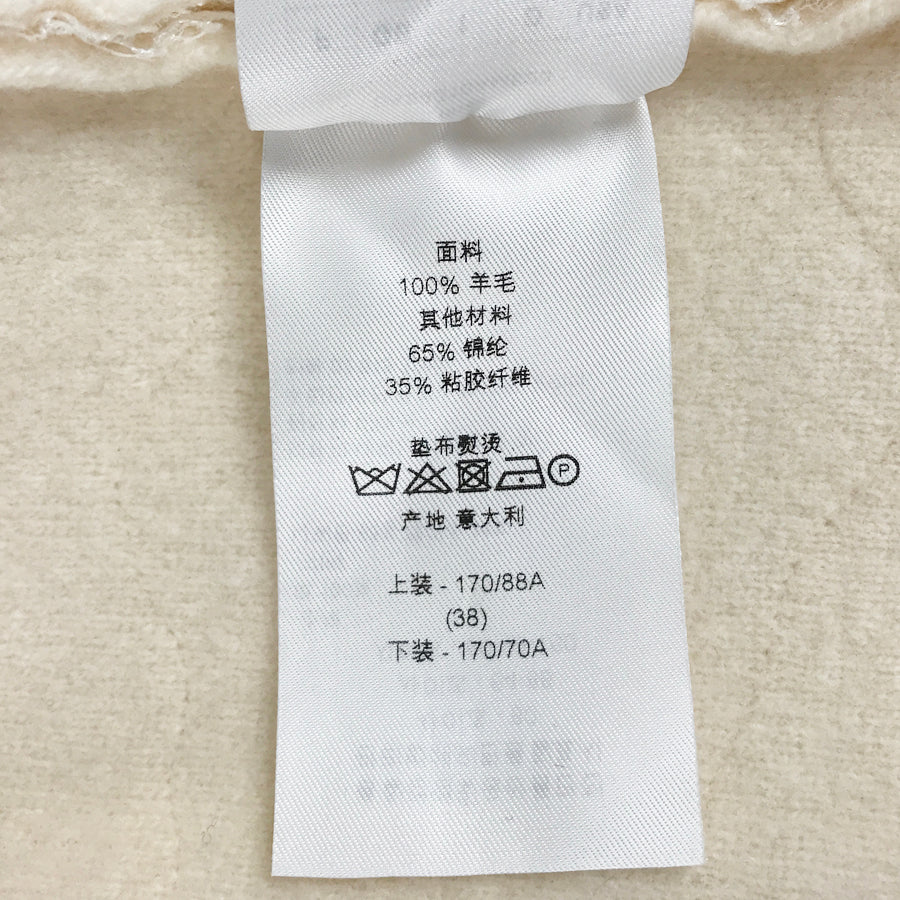 面料
100% 羊毛
其他材料
65% 锦纶
35% 粘胶纤维
垫布熨烫
P
产地 意大利
上装 - 170/88A
(38)
下装 - 170/70A